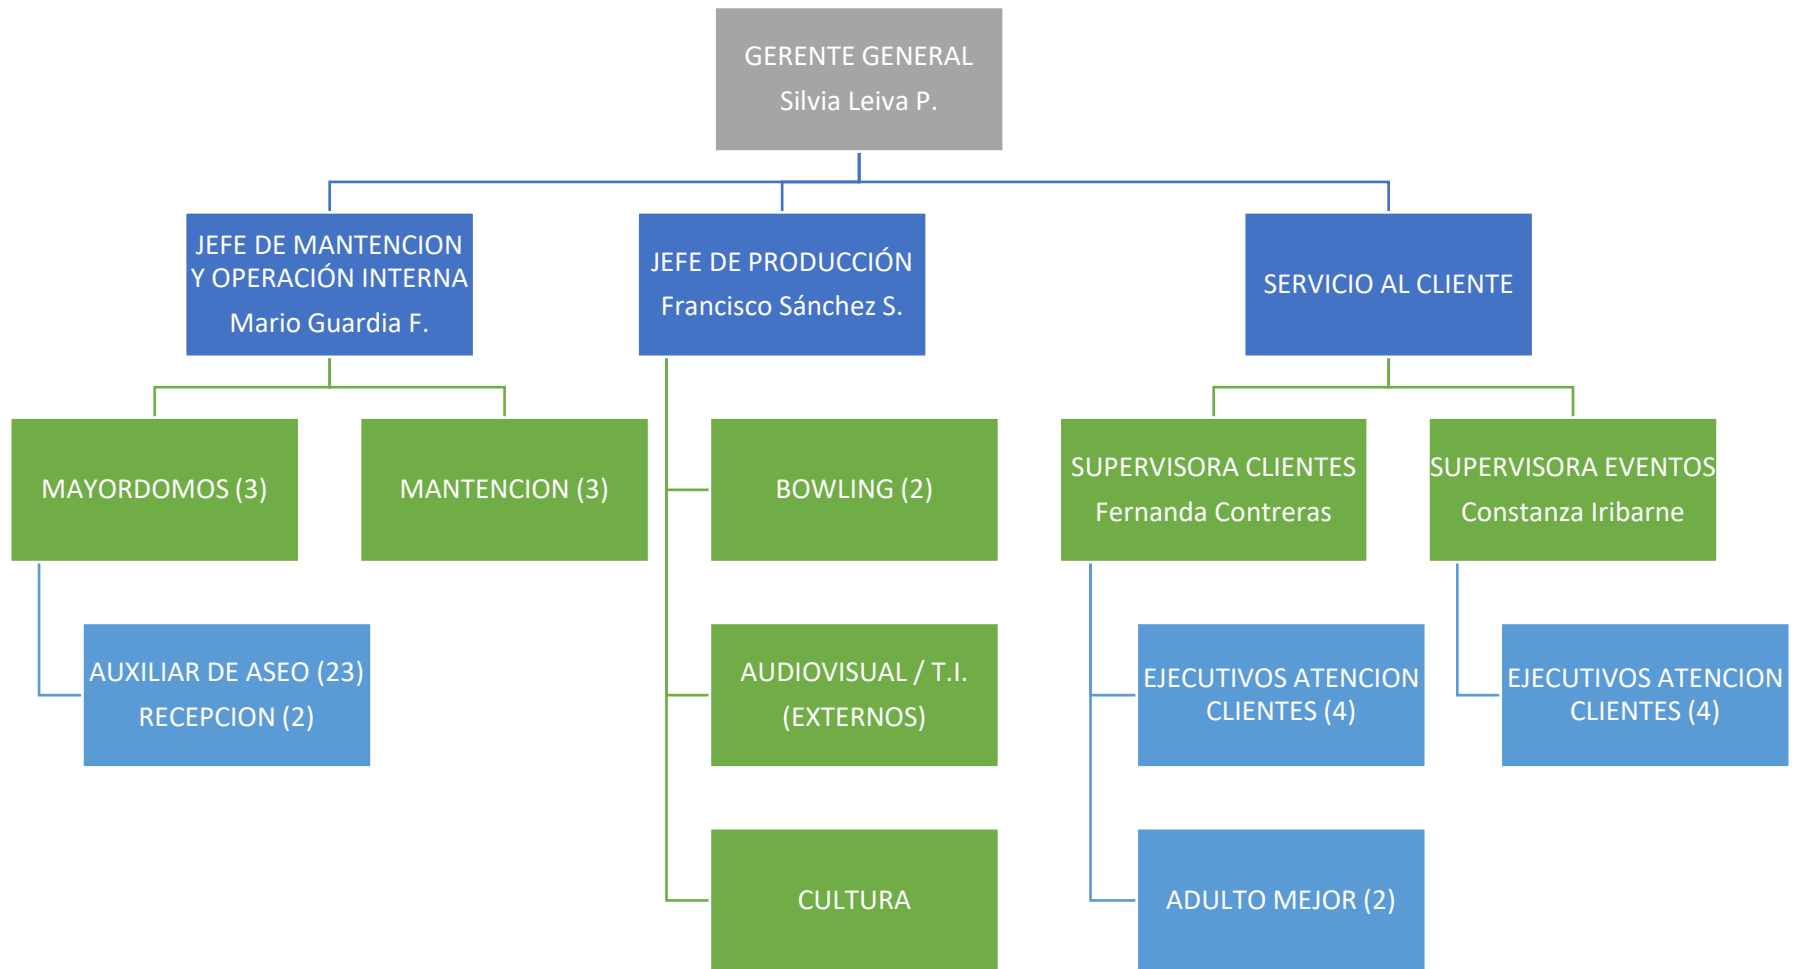 GERENTE GENERAL
Silvia Leiva P.
JEFE DE MANTENCION
Y OPERACIÓN INTERNA
Mario Guardia F.
JEFE DE PRODUCCIÓN
Francisco Sánchez S.
SERVICIO AL CLIENTE
MAYORDOMOS (3)
MANTENCION (3)
BOWLING (2)
SUPERVISORA CLIENTES
Fernanda Contreras
SUPERVISORA EVENTOS
Constanza Iribarne
AUXILIAR DE ASEO (23)
RECEPCION (2)
AUDIOVISUAL / T.I.
(EXTERNOS)
EJECUTIVOS ATENCION
CLIENTES (4)
EJECUTIVOS ATENCION
CLIENTES (4)
CULTURA
ADULTO MEJOR (2)